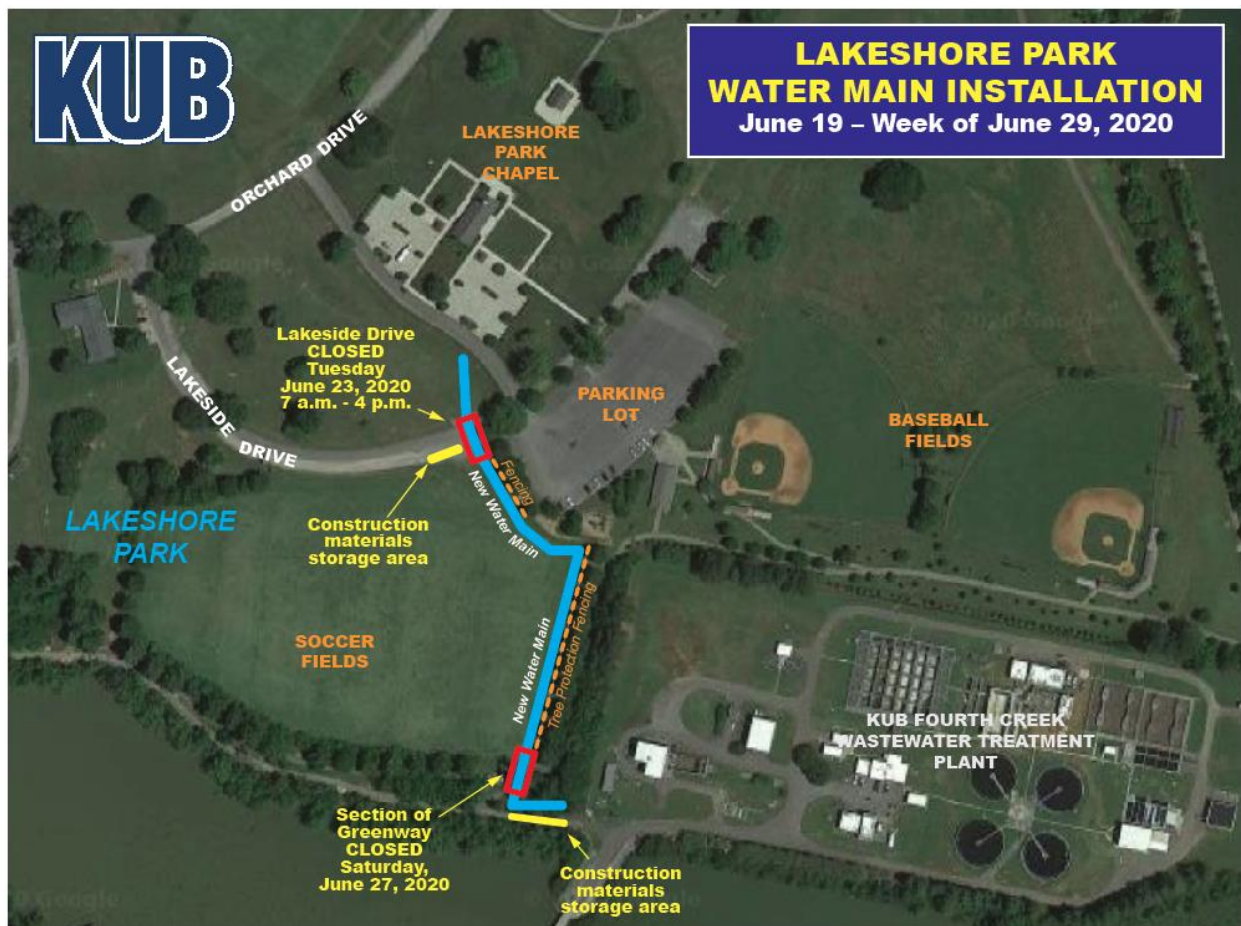 KUB
LAKESHORE PARK
WATER MAIN INSTALLATION
June 19 – Week of June 29, 2020
ORCHARD DRIVE
LAKESHORE
PARK
CHAPEL
Lakeside Drive
CLOSED
Tuesday
June 23, 2020
7 a.m. - 4 p.m.
LAKESIDE DRIVE
PARKING
LOT
BASEBALL
FIELDS
Fencing
New Water Main
LAKESHORE
PARK
Construction
materials
storage area
SOCCER
FIELDS
New Water Main
Tree Protection Fencing
KUB FOURTH CREEK
WASTEWATER TREATMENT
PLANT
Section of
Greenway
CLOSED
Saturday,
June 27, 2020
Construction
materials
storage area